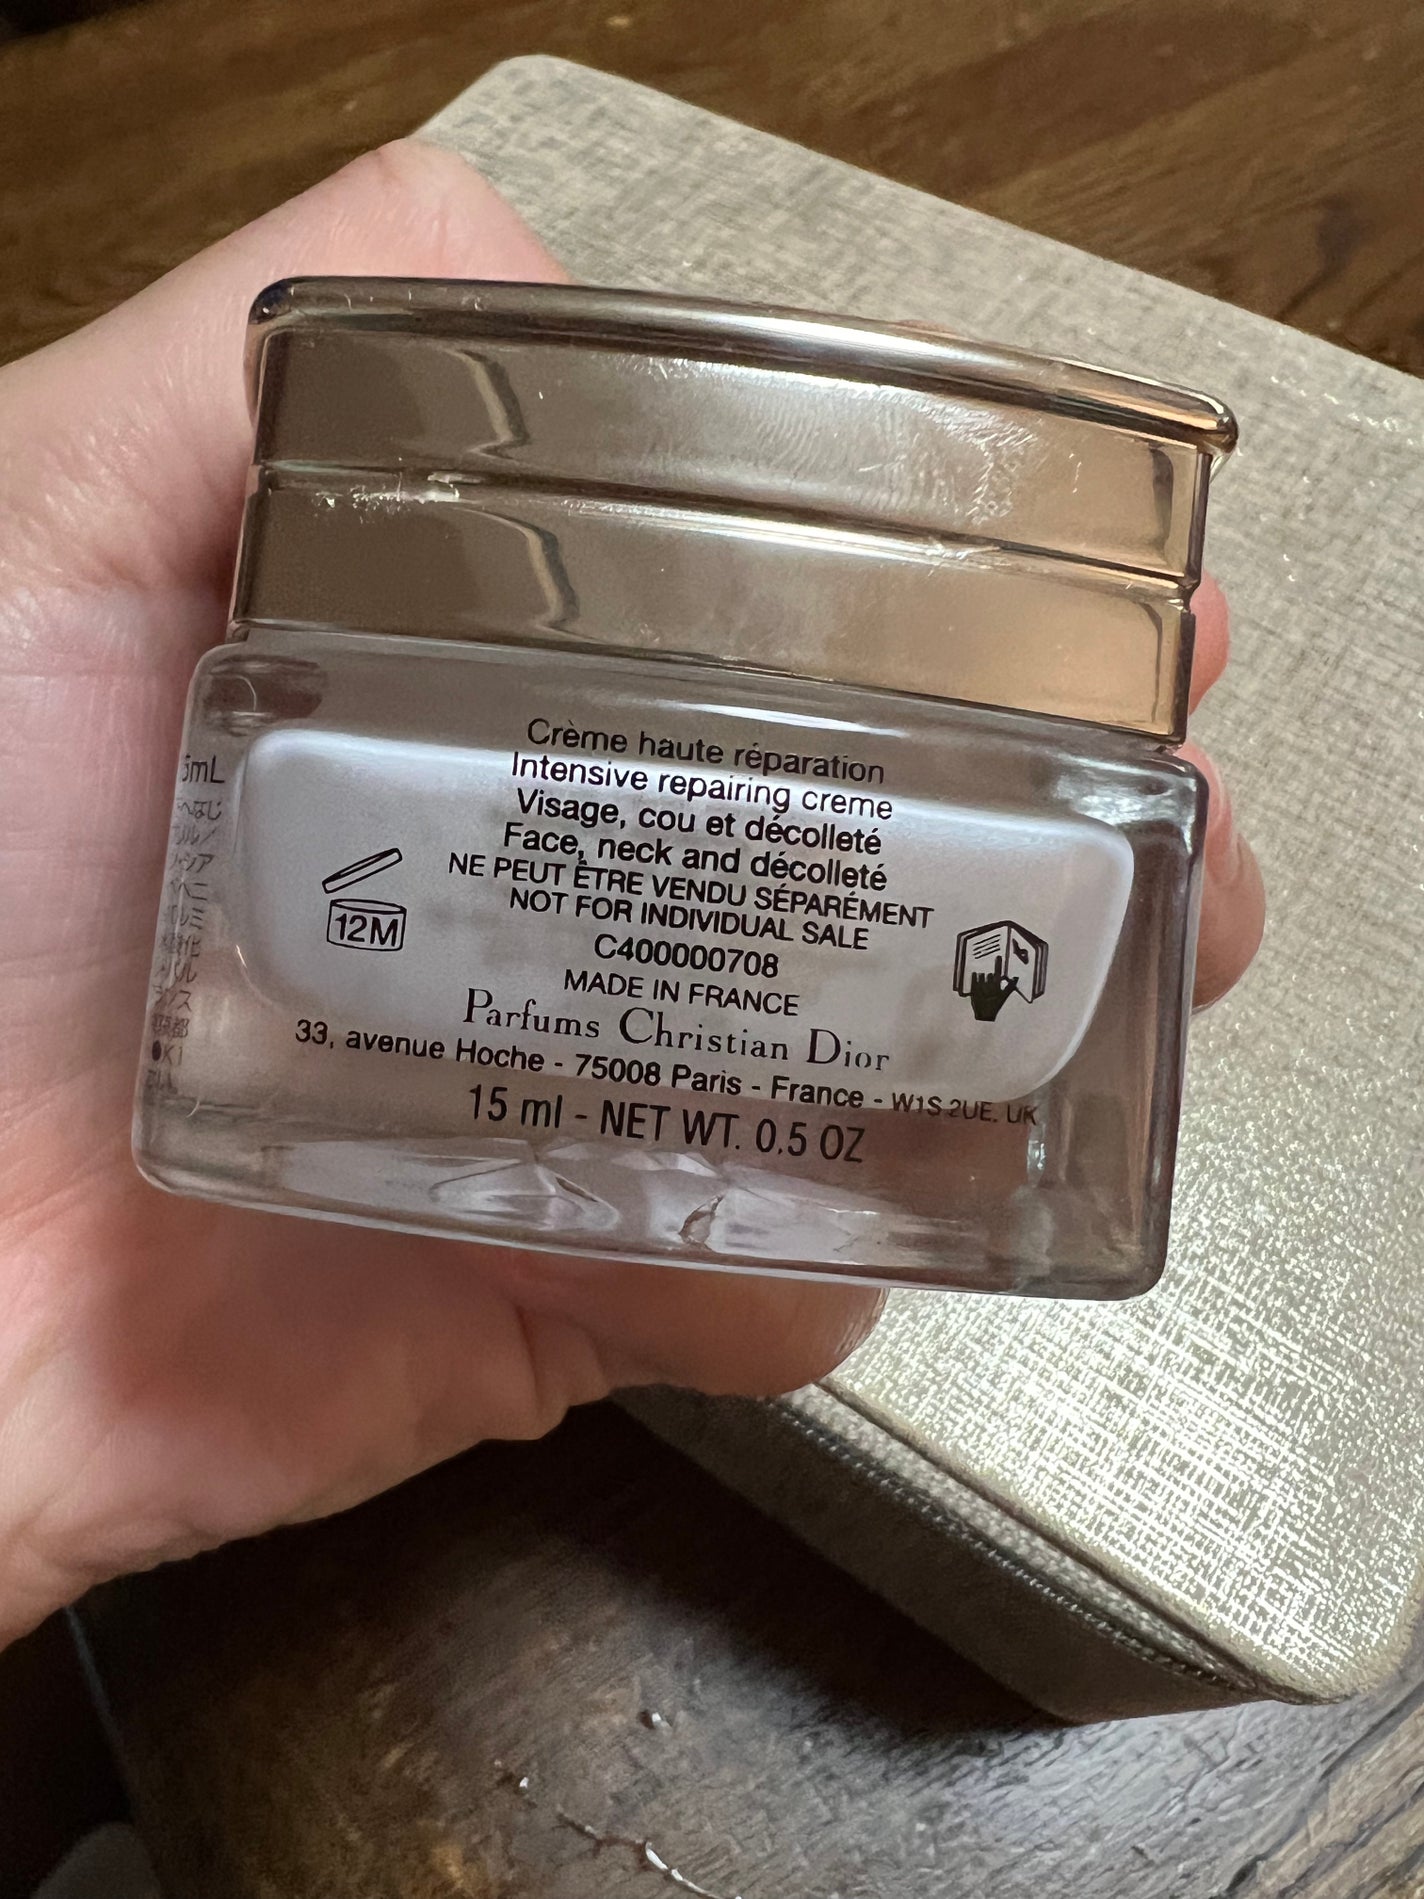 Crème haute réparation
Intensive repairing creme
Visage, cou et décolleté
Face, neck and décolleté
NE PEUT ÊTRE VENDU SÉPARÉMENT
NOT FOR INDIVIDUAL SALE
C400000708
MADE IN FRANCE
Parfums Christian Dior
33, avenue Hoche - 75008 Paris - France - W1S 2UE. UK
15 ml - NET WT. 0.5 OZ
12M